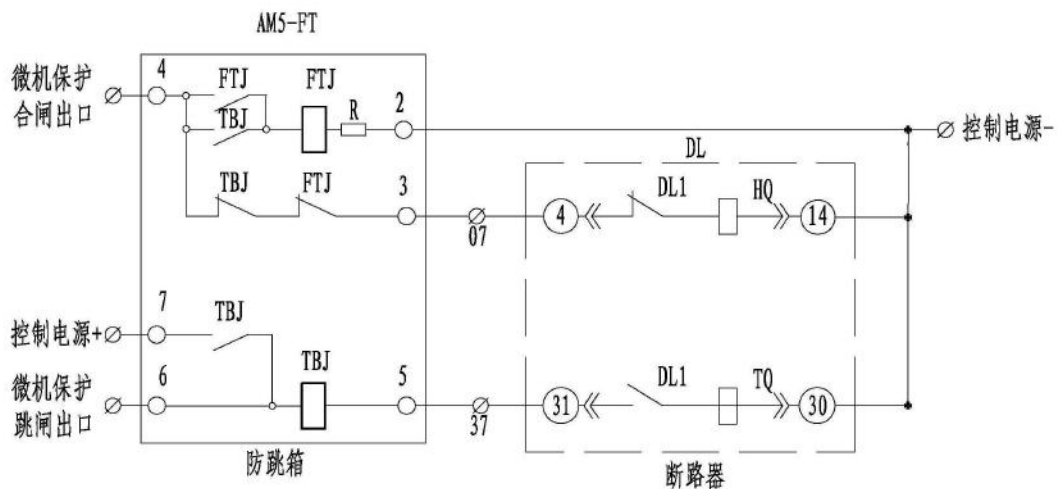 AM5-FT
微机保护
合闸出口
4
FTJ
FTJ
TBJ
R
2
控制电源-
DL
TBJ
FTJ
3
07
4
DL1
HQ
14
控制电源+
7
TBJ
微机保护
跳闸出口
6
TBJ
5
37
31
DL1
TQ
30
防跳箱
断路器